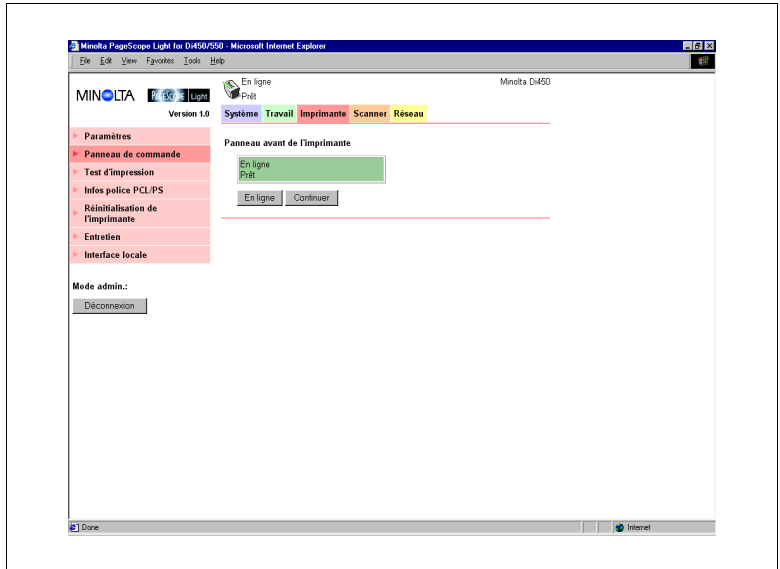 Minolta PageScope Light for Di450/550 - Microsoft Internet Explorer
File Edit View Favorites Tools Help
MINOLTA PAGESCOPE Light
Version 1.0
En ligne
Prêt
Minolta Di450
Système Travail Imprimante Scanner Réseau
Paramètres
Panneau de commande
Test d'impression
Infos police PCL/PS
Réinitialisation de
l'imprimante
Entretien
Interface locale
Mode admin.:
Déconnexion
Panneau avant de l'imprimante
En ligne
Prêt
En ligne Continuer
Done
Internet